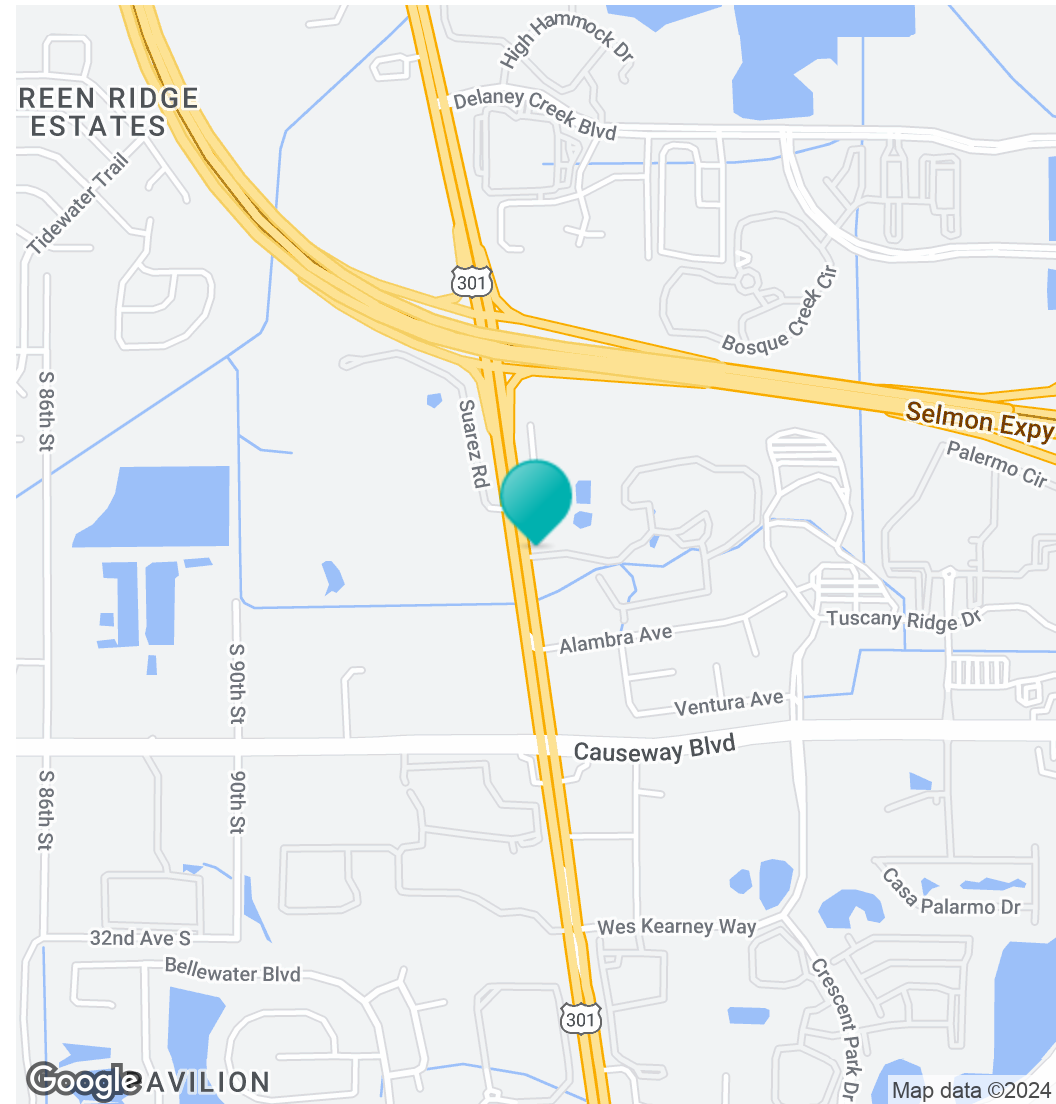 High Hammock Dr
REEN RIDGE
ESTATES
Delaney Creek Blvd
Tidewater Trail
301
Bosque Creek Cir
S 86th St
Suarez Rd
Selmon Expy
Palermo Cir
Tuscany Ridge Dr
Alambra Ave
S 90th St
Ventura Ave
Causeway Blvd
S 86th St
90th St
Casa
Palarmo Dr
Wes Kearney Way
32nd Ave S
Bellewater Blvd
Crescent Park Dr
301
Google
PAVILION
Map data ©2024